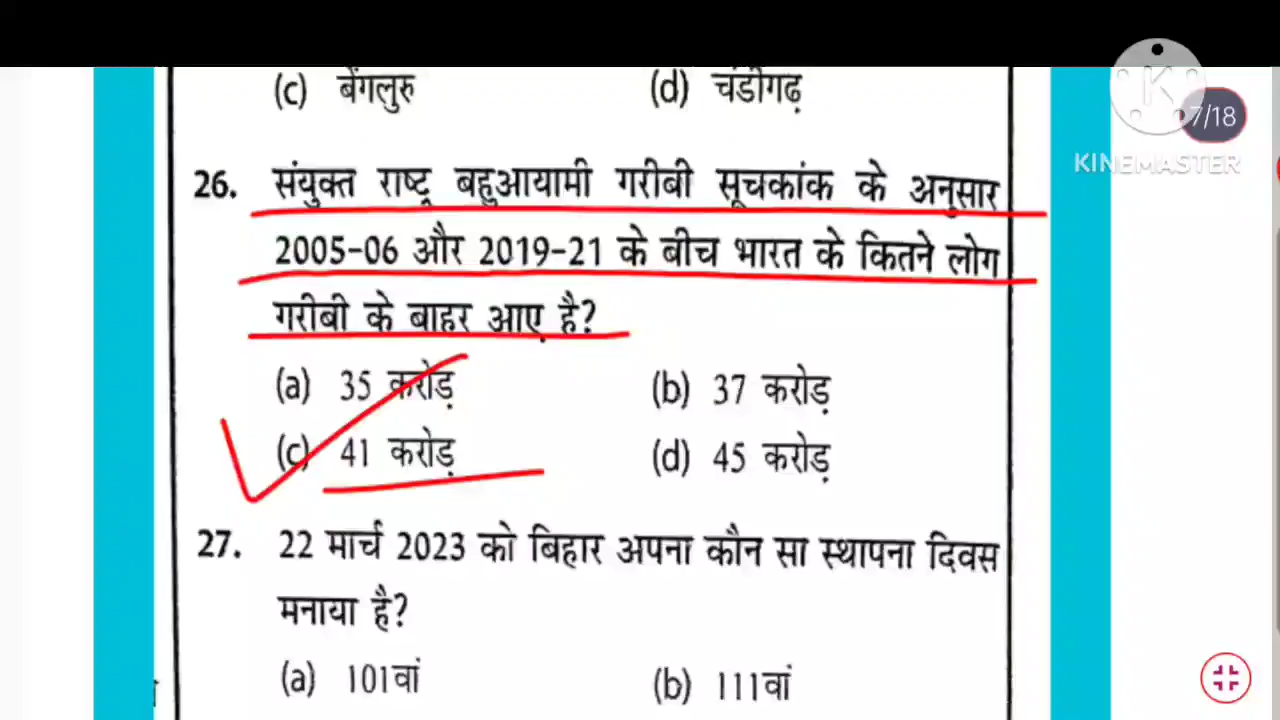 (c) बेंगलुरु (d) चंडीगढ़
7/18
KINEMASTER
26. संयुक्त राष्ट्र बहुआयामी गरीबी सूचकांक के अनुसार
2005-06 और 2019-21 के बीच भारत के कितने लोग
गरीबी के बाहर आए है?
(a) 35 करोड़ (b) 37 करोड़
(c) 41 करोड़ (d) 45 करोड़
27. 22 मार्च 2023 को बिहार अपना कौन सा स्थापना दिवस
मनाया है?
(a) 101वां (b) 111वां